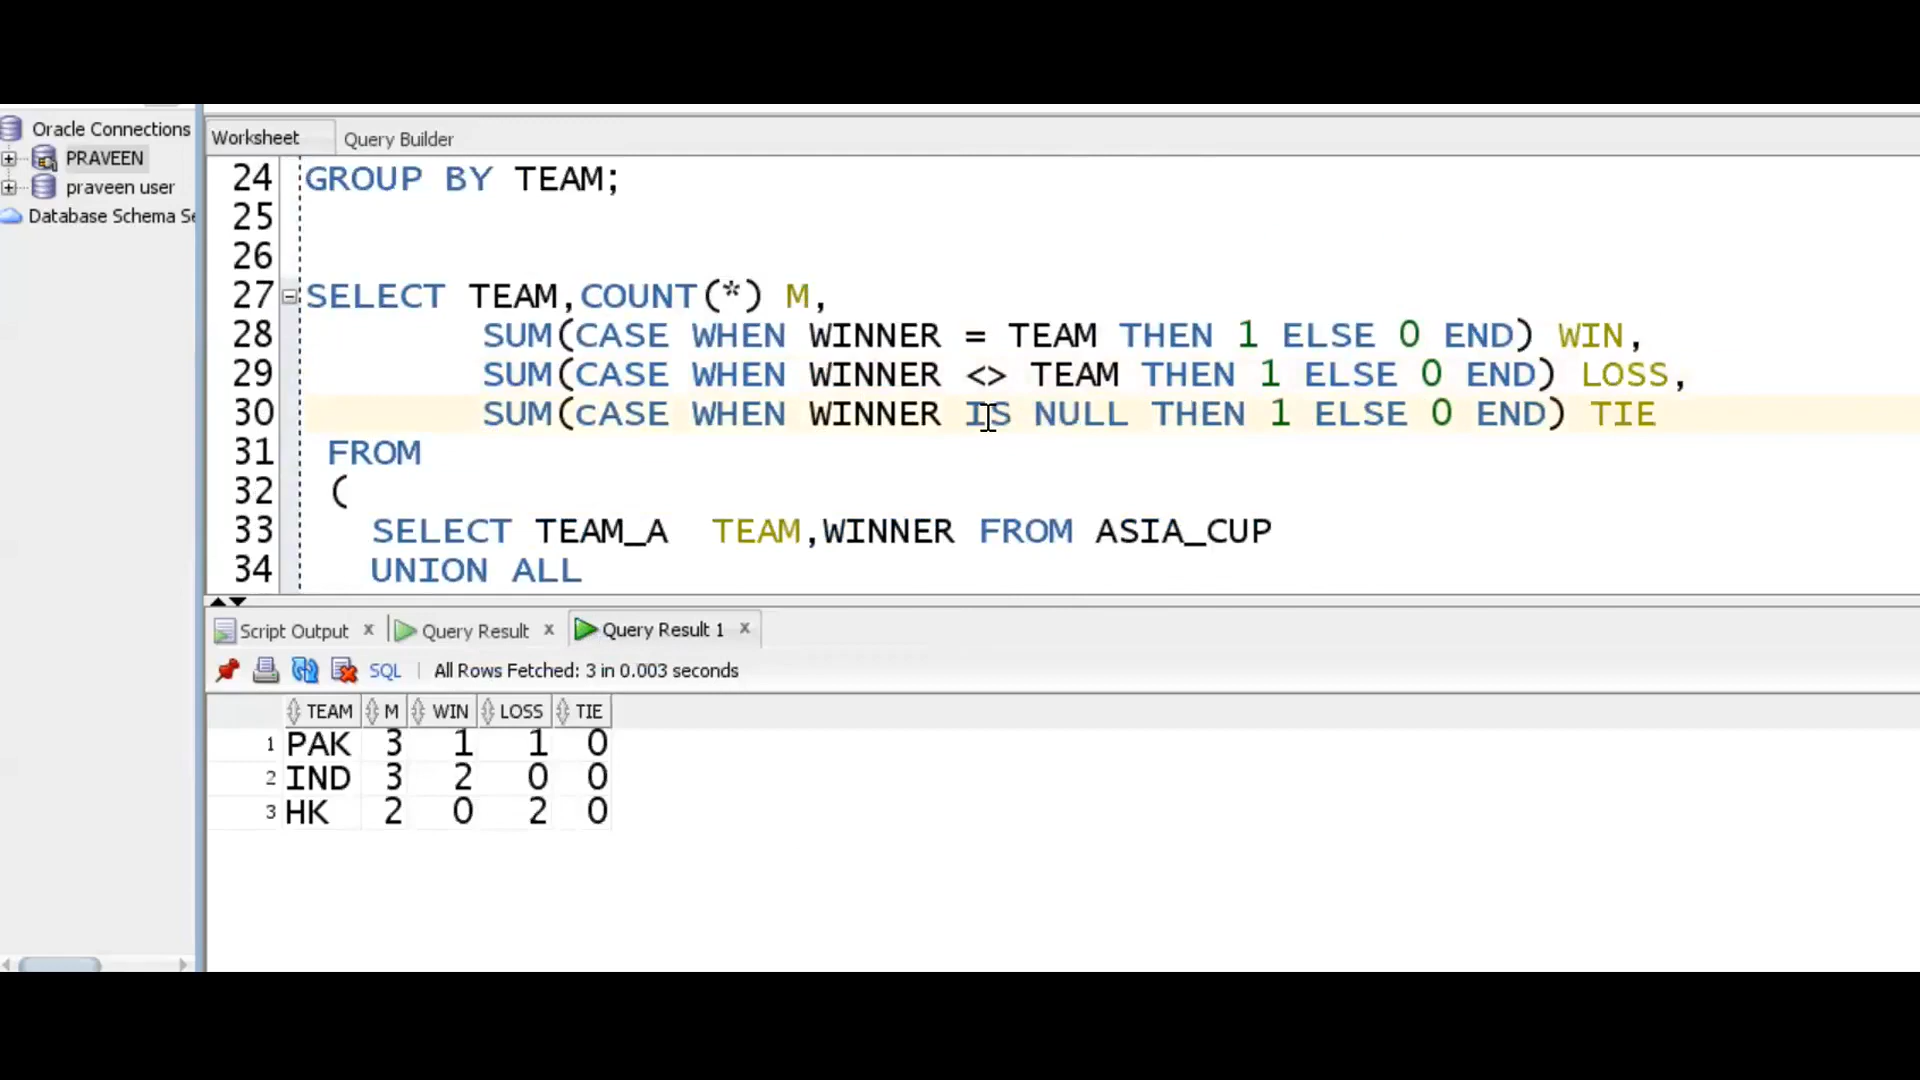 Oracle Connections
PRAVEEN
praveen user
Database Schema Se
Worksheet
Query Builder
24 GROUP BY TEAM;
25
26
27 SELECT TEAM,COUNT(*) M,
28 SUM(CASE WHEN WINNER = TEAM THEN 1 ELSE 0 END) WIN,
29 SUM(CASE WHEN WINNER <> TEAM THEN 1 ELSE 0 END) LOSS,
30 SUM(cASE WHEN WINNER IS NULL THEN 1 ELSE 0 END) TIE
31 FROM
32 (
33 SELECT TEAM_A TEAM,WINNER FROM ASIA_CUP
34 UNION ALL
Script Output x Query Result x Query Result 1 x
SQL | All Rows Fetched: 3 in 0.003 seconds
TEAM M WIN LOSS TIE
1 PAK 3 1 1 0
2 IND 3 2 0 0
3 HK 2 0 2 0